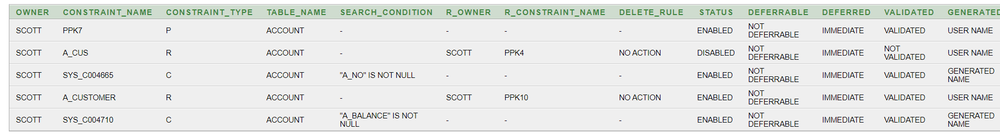 OWNER CONSTRAINT_NAME CONSTRAINT_TYPE TABLE_NAME SEARCH_CONDITION R_OWNER R_CONSTRAINT_NAME DELETE_RULE STATUS DEFERRABLE DEFERRED VALIDATED GENERATED
SCOTT PPK7 P ACCOUNT - - - - ENABLED NOT DEFERRABLE IMMEDIATE VALIDATED USER NAME
SCOTT A_CUS R ACCOUNT - SCOTT PPK4 NO ACTION DISABLED NOT DEFERRABLE IMMEDIATE NOT VALIDATED USER NAME
SCOTT SYS_C004665 C ACCOUNT "A_NO" IS NOT NULL - - - ENABLED NOT DEFERRABLE IMMEDIATE VALIDATED GENERATED NAME
SCOTT A_CUSTOMER R ACCOUNT - SCOTT PPK10 NO ACTION ENABLED NOT DEFERRABLE IMMEDIATE VALIDATED USER NAME
SCOTT SYS_C004710 C ACCOUNT "A_BALANCE" IS NOT NULL - - - ENABLED NOT DEFERRABLE IMMEDIATE VALIDATED GENERATED NAME